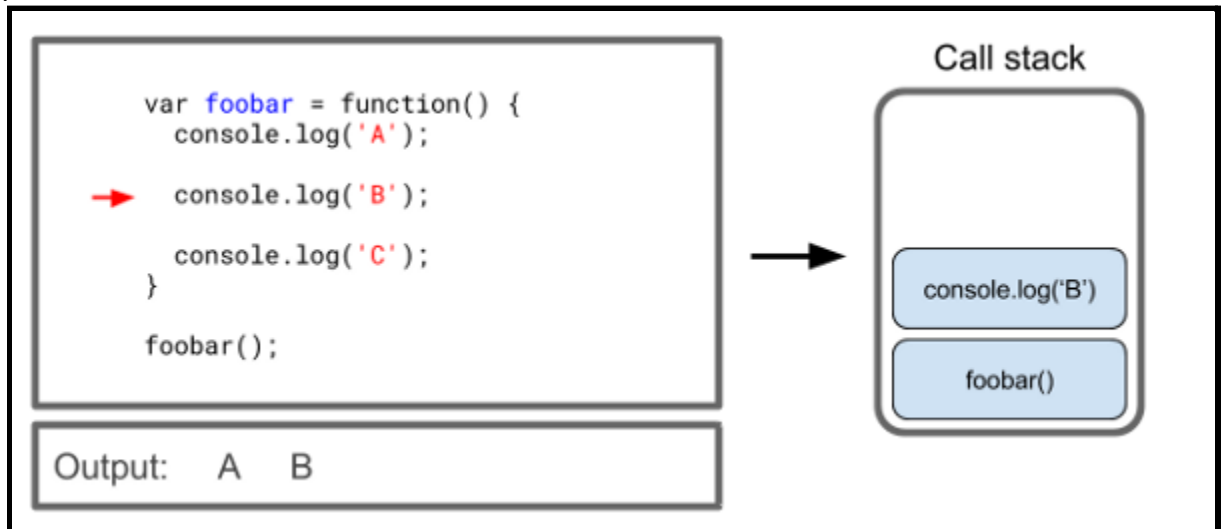 var foobar = function() {
console.log('A');
console.log('B');
console.log('C');
}
foobar();
Output: A B
Call stack
console.log(‘B’)
foobar()